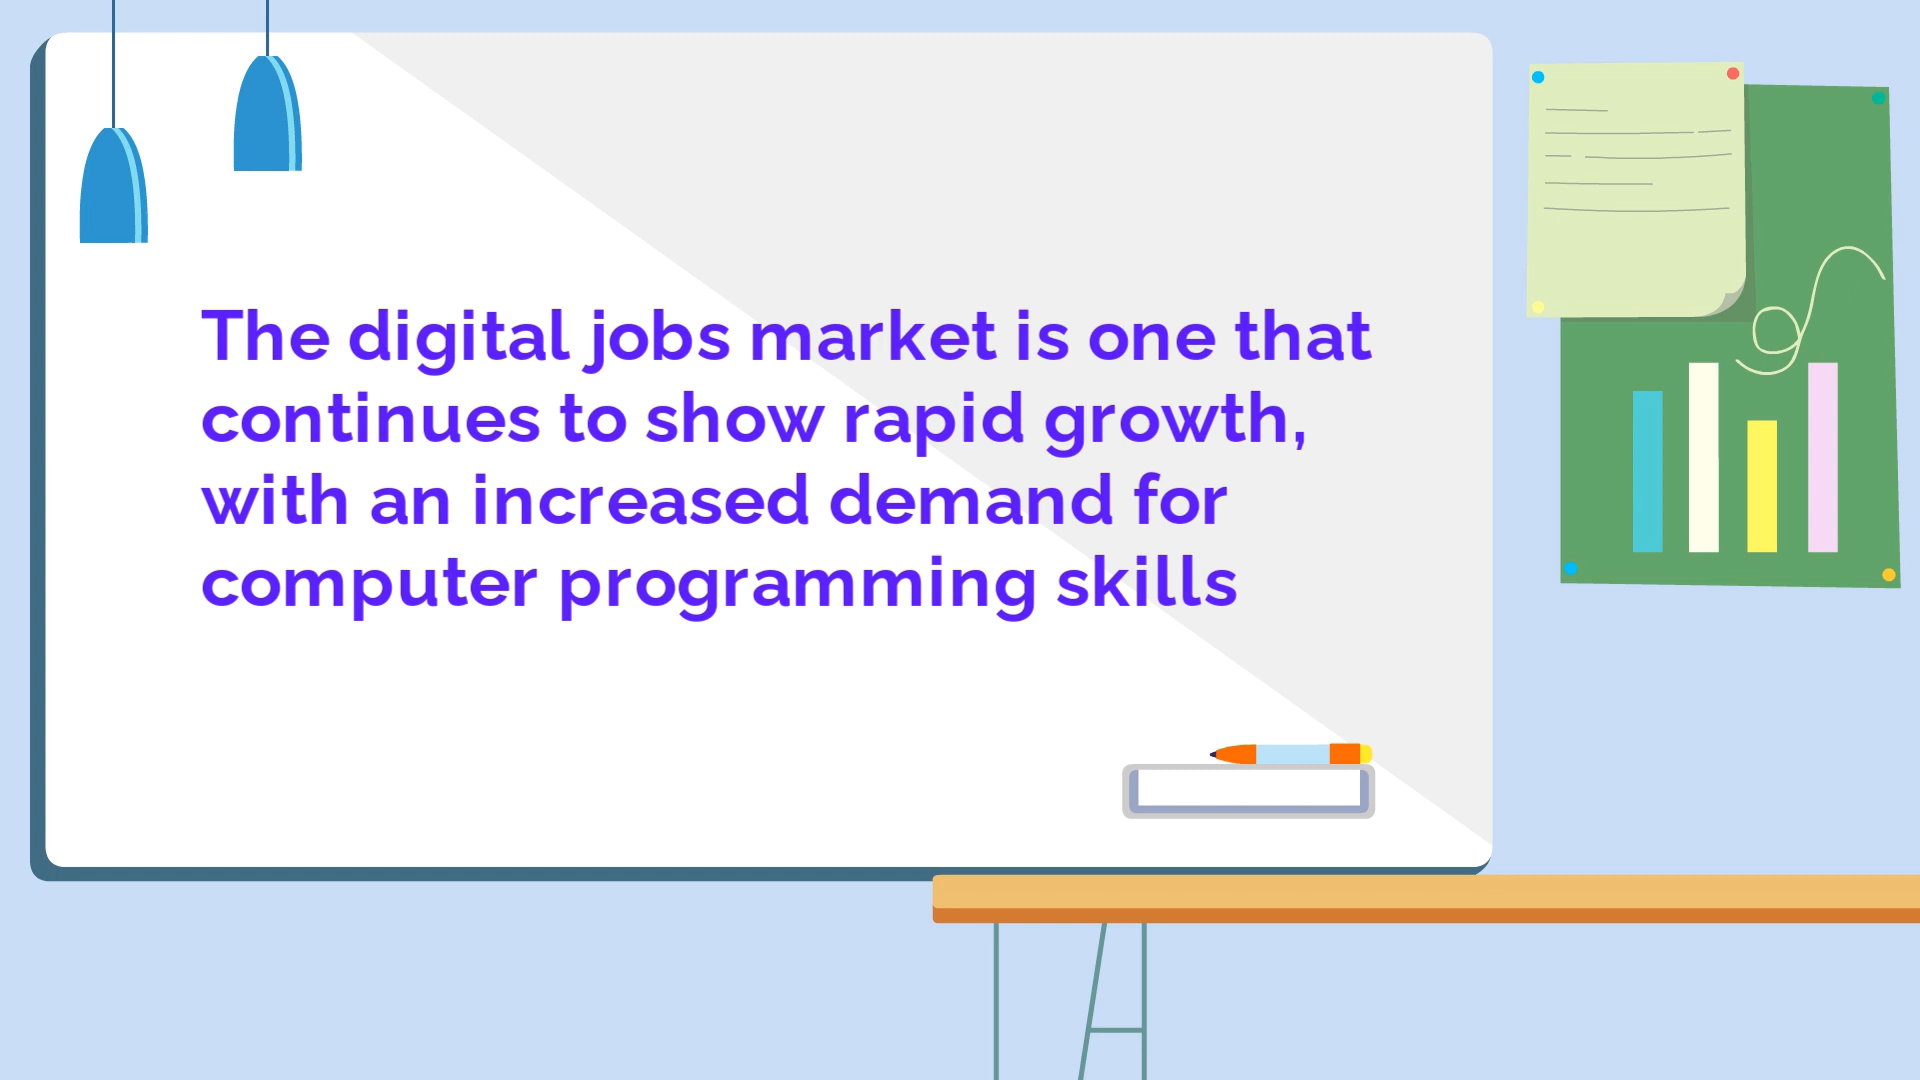 The digital jobs market is one that
continues to show rapid growth,
with an increased demand for
computer programming skills